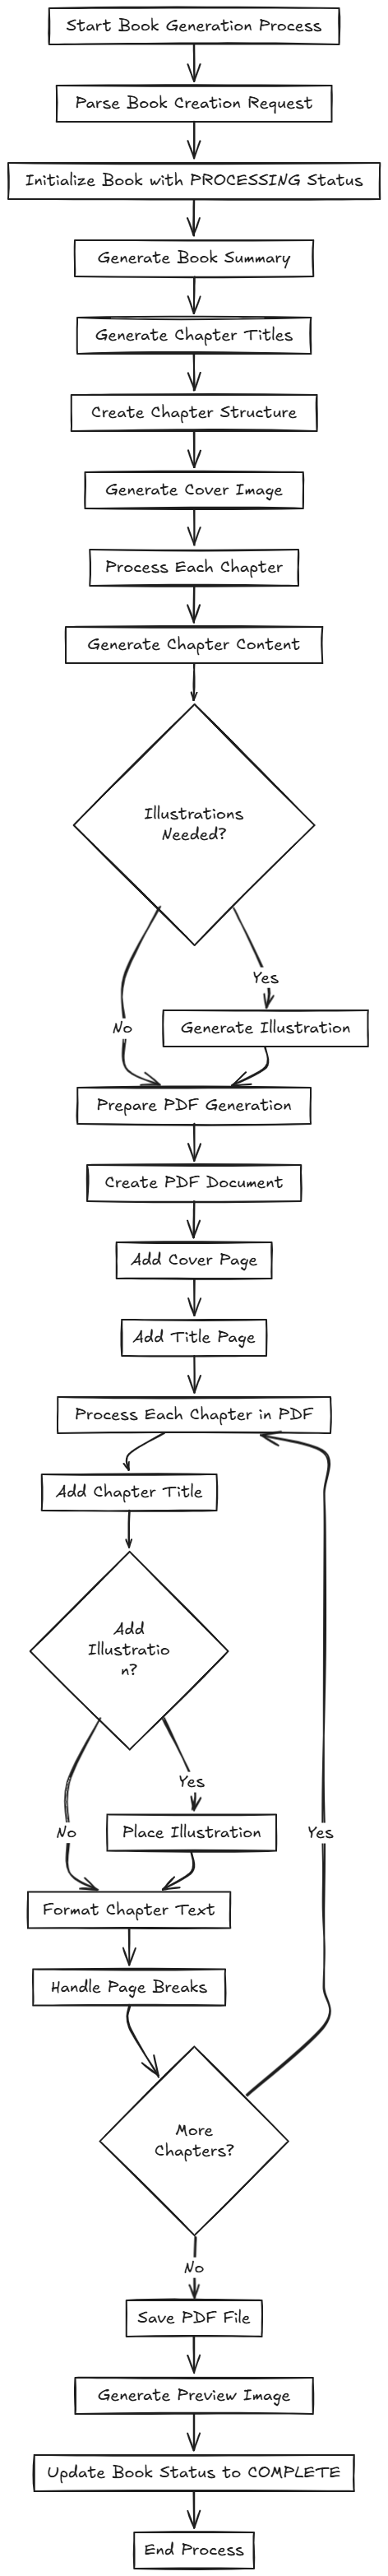 Start Book Generation Process
Parse Book Creation Request
Initialize Book with PROCESSING Status
Generate Book Summary
Generate Chapter Titles
Create Chapter Structure
Generate Cover Image
Process Each Chapter
Generate Chapter Content
Illustrations
Needed?
Yes
No
Generate Illustration
Prepare PDF Generation
Create PDF Document
Add Cover Page
Add Title Page
Process Each Chapter in PDF
Add Chapter Title
Add
Illustratio
n?
Yes
No
Place Illustration
Yes
Format Chapter Text
Handle Page Breaks
More
Chapters?
No
Save PDF File
Generate Preview Image
Update Book Status to COMPLETE
End Process